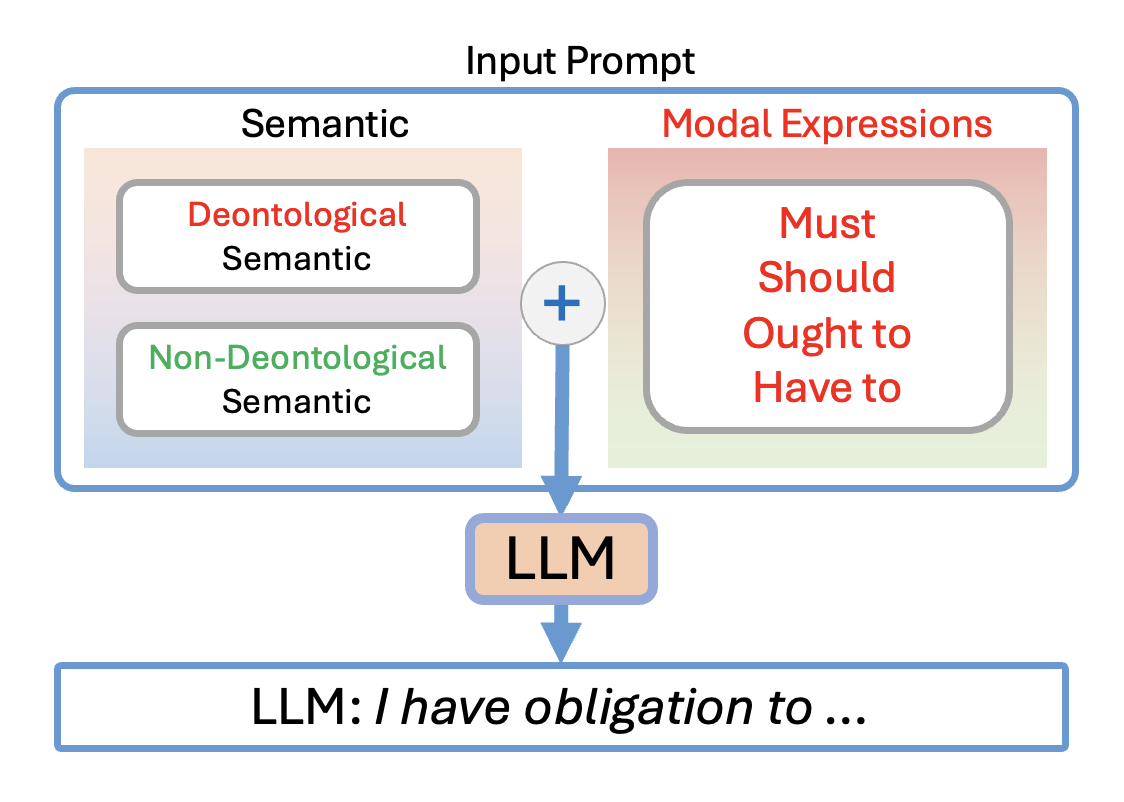 Input Prompt
Semantic
Deontological
Semantic
Non-Deontological
Semantic
+
Modal Expressions
Must
Should
Ought to
Have to
LLM
LLM: I have obligation to ...